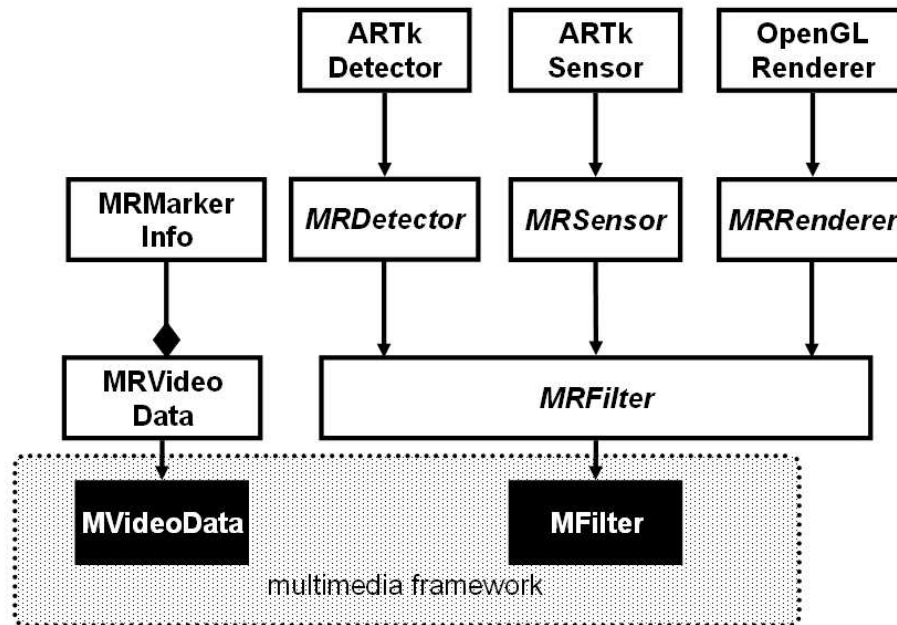 ARTk
Detector
ARTk
Sensor
OpenGL
Renderer
MRMarker
Info
MRDetector
MRSensor
MRRenderer
MRVideo
Data
MRFilter
MVideoData
MFilter
multimedia framework